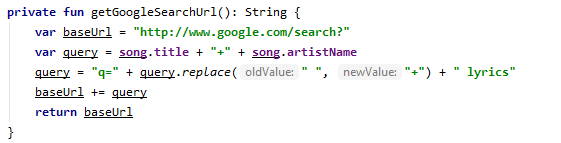 private fun getGoogleSearchUrl(): String {
var baseUrl = "http://www.google.com/search?"
var query = song.title + "+" + song.artistName
query = "q=" + query.replace( oldValue: " ", newValue: "+") + " lyrics"
baseUrl += query
return baseUrl
}